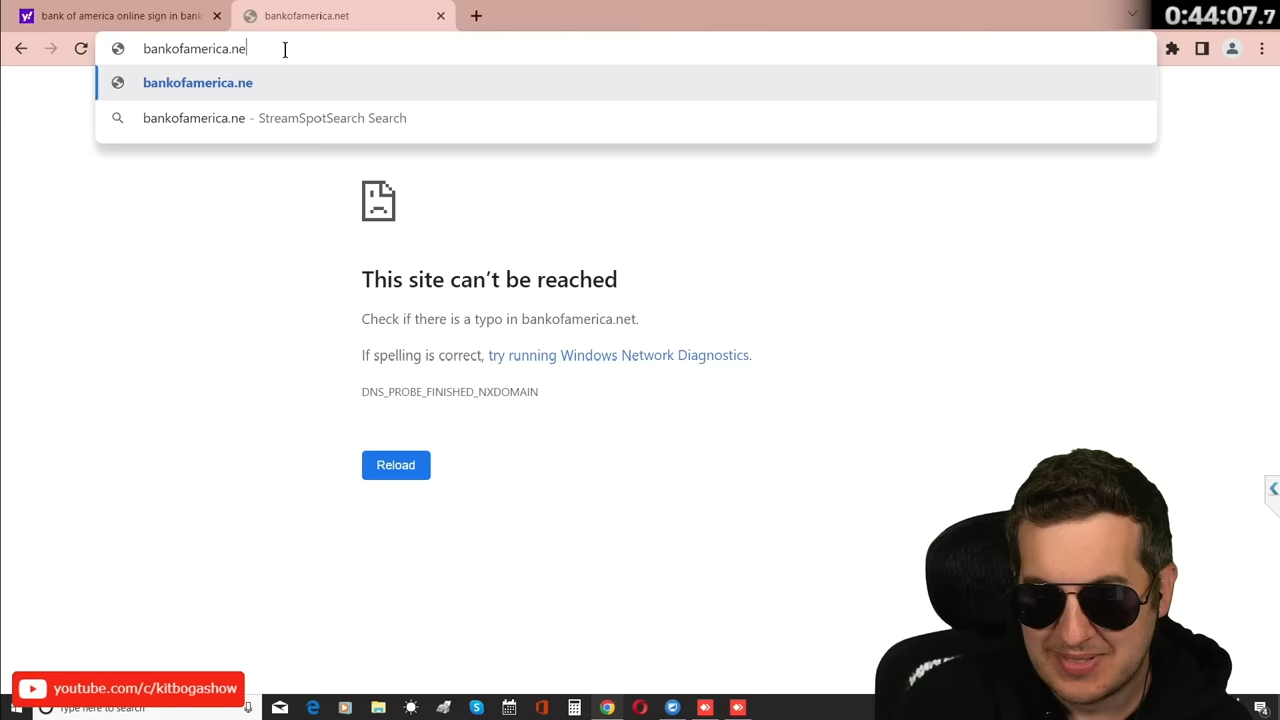 bank of america online sign in bank
bankofamerica.net
0:44:07.7
bankofamerica.ne
bankofamerica.ne
bankofamerica.ne - StreamSpotSearch Search
This site can't be reached
Check if there is a typo in bankofamerica.net.
If spelling is correct, try running Windows Network Diagnostics.
DNS_PROBE_FINISHED_NXDOMAIN
Reload
youtube.com/c/kitbogashow
Type here to search